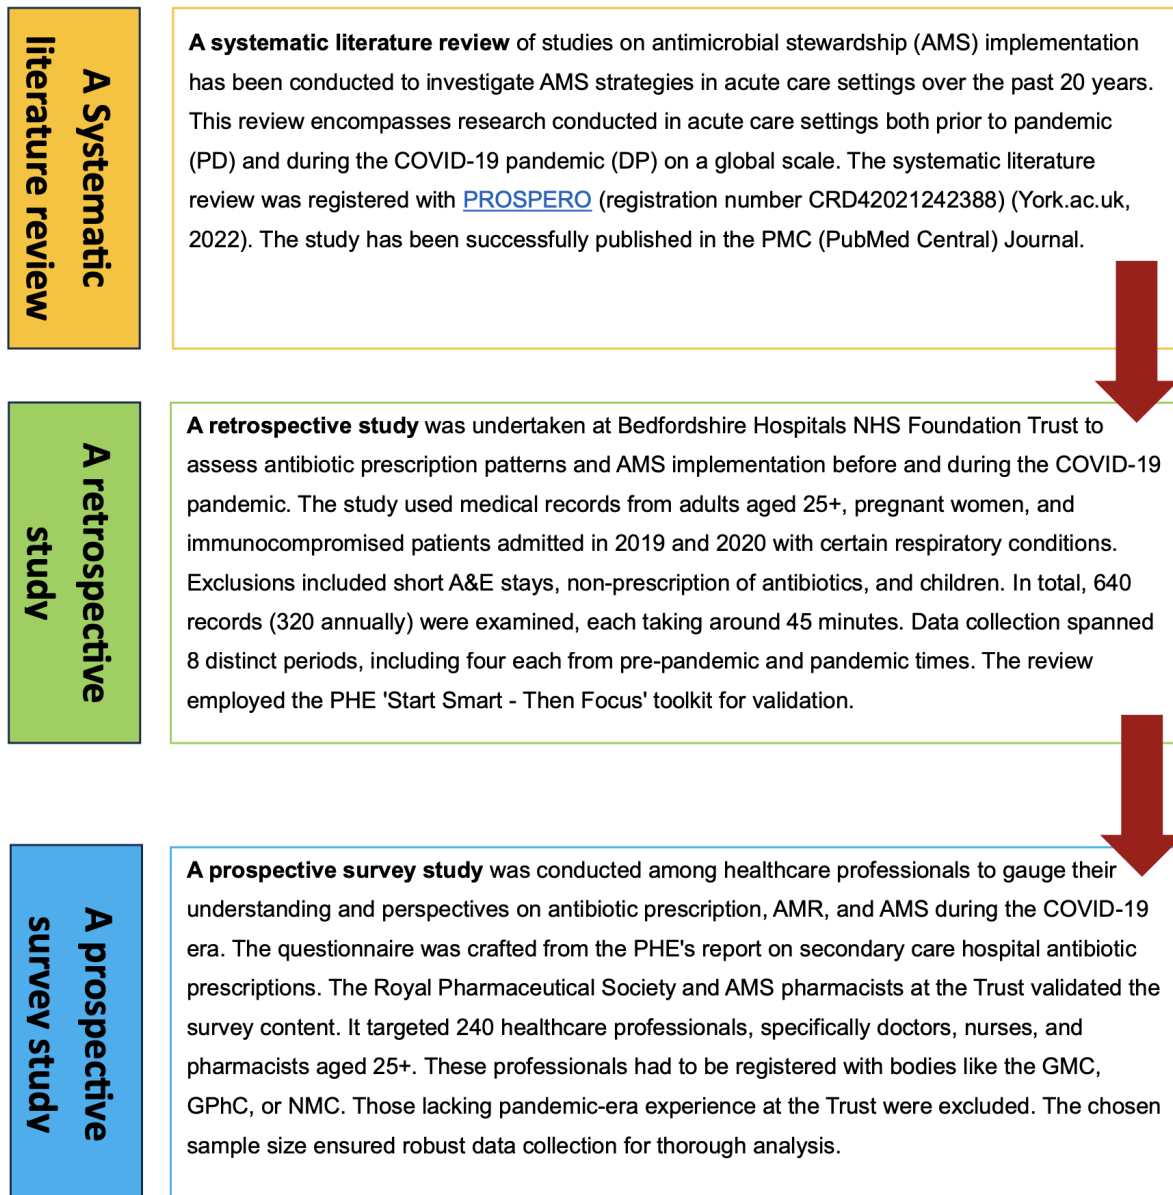 A Systematic
literature review
A systematic literature review of studies on antimicrobial stewardship (AMS) implementation
has been conducted to investigate AMS strategies in acute care settings over the past 20 years.
This review encompasses research conducted in acute care settings both prior to pandemic
(PD) and during the COVID-19 pandemic (DP) on a global scale. The systematic literature
review was registered with PROSPERO (registration number CRD42021242388) (York.ac.uk,
2022). The study has been successfully published in the PMC (PubMed Central) Journal.
A retrospective
study
A retrospective study was undertaken at Bedfordshire Hospitals NHS Foundation Trust to
assess antibiotic prescription patterns and AMS implementation before and during the COVID-19
pandemic. The study used medical records from adults aged 25+, pregnant women, and
immunocompromised patients admitted in 2019 and 2020 with certain respiratory conditions.
Exclusions included short A&E stays, non-prescription of antibiotics, and children. In total, 640
records (320 annually) were examined, each taking around 45 minutes. Data collection spanned
8 distinct periods, including four each from pre-pandemic and pandemic times. The review
employed the PHE 'Start Smart - Then Focus' toolkit for validation.
A prospective
survey study
A prospective survey study was conducted among healthcare professionals to gauge their
understanding and perspectives on antibiotic prescription, AMR, and AMS during the COVID-19
era. The questionnaire was crafted from the PHE's report on secondary care hospital antibiotic
prescriptions. The Royal Pharmaceutical Society and AMS pharmacists at the Trust validated the
survey content. It targeted 240 healthcare professionals, specifically doctors, nurses, and
pharmacists aged 25+. These professionals had to be registered with bodies like the GMC,
GPhC, or NMC. Those lacking pandemic-era experience at the Trust were excluded. The chosen
sample size ensured robust data collection for thorough analysis.